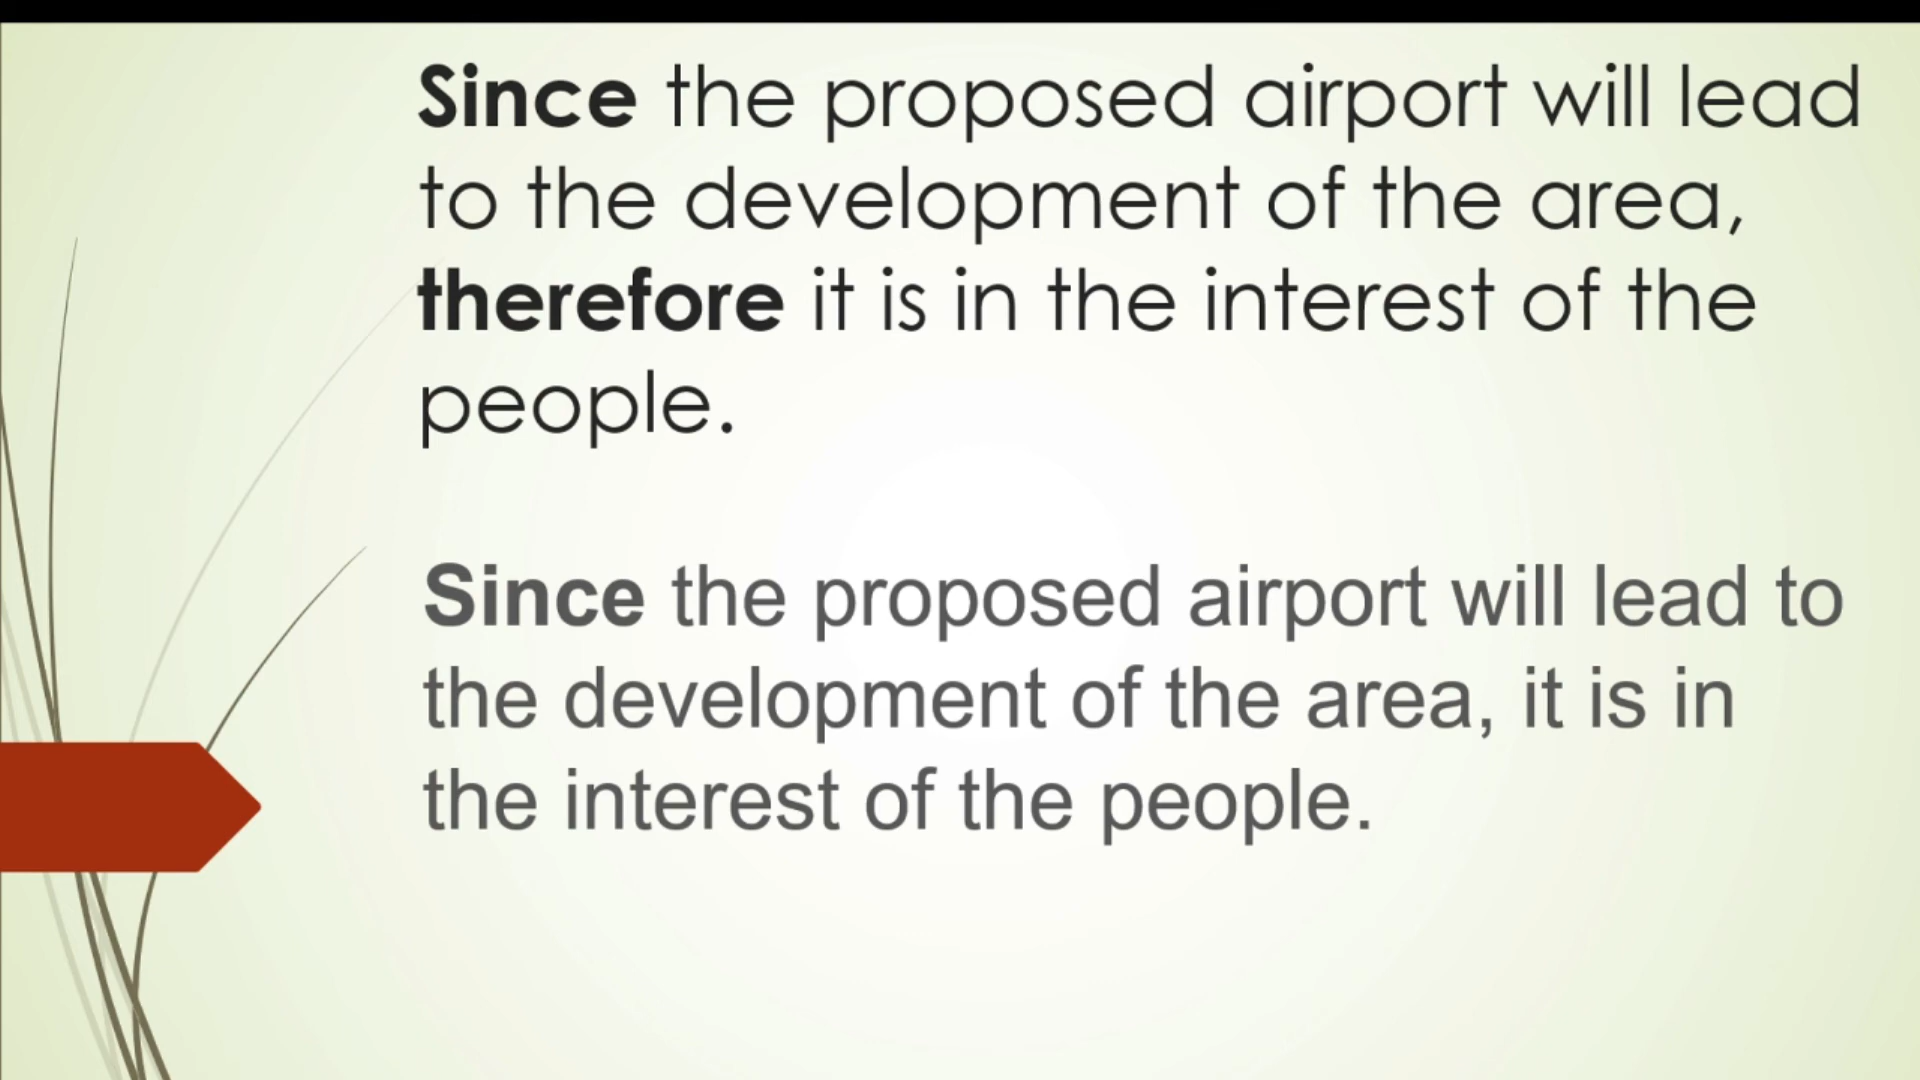 Since the proposed airport will lead
to the development of the area,
therefore it is in the interest of the
people.
Since the proposed airport will lead to
the development of the area, it is in
the interest of the people.